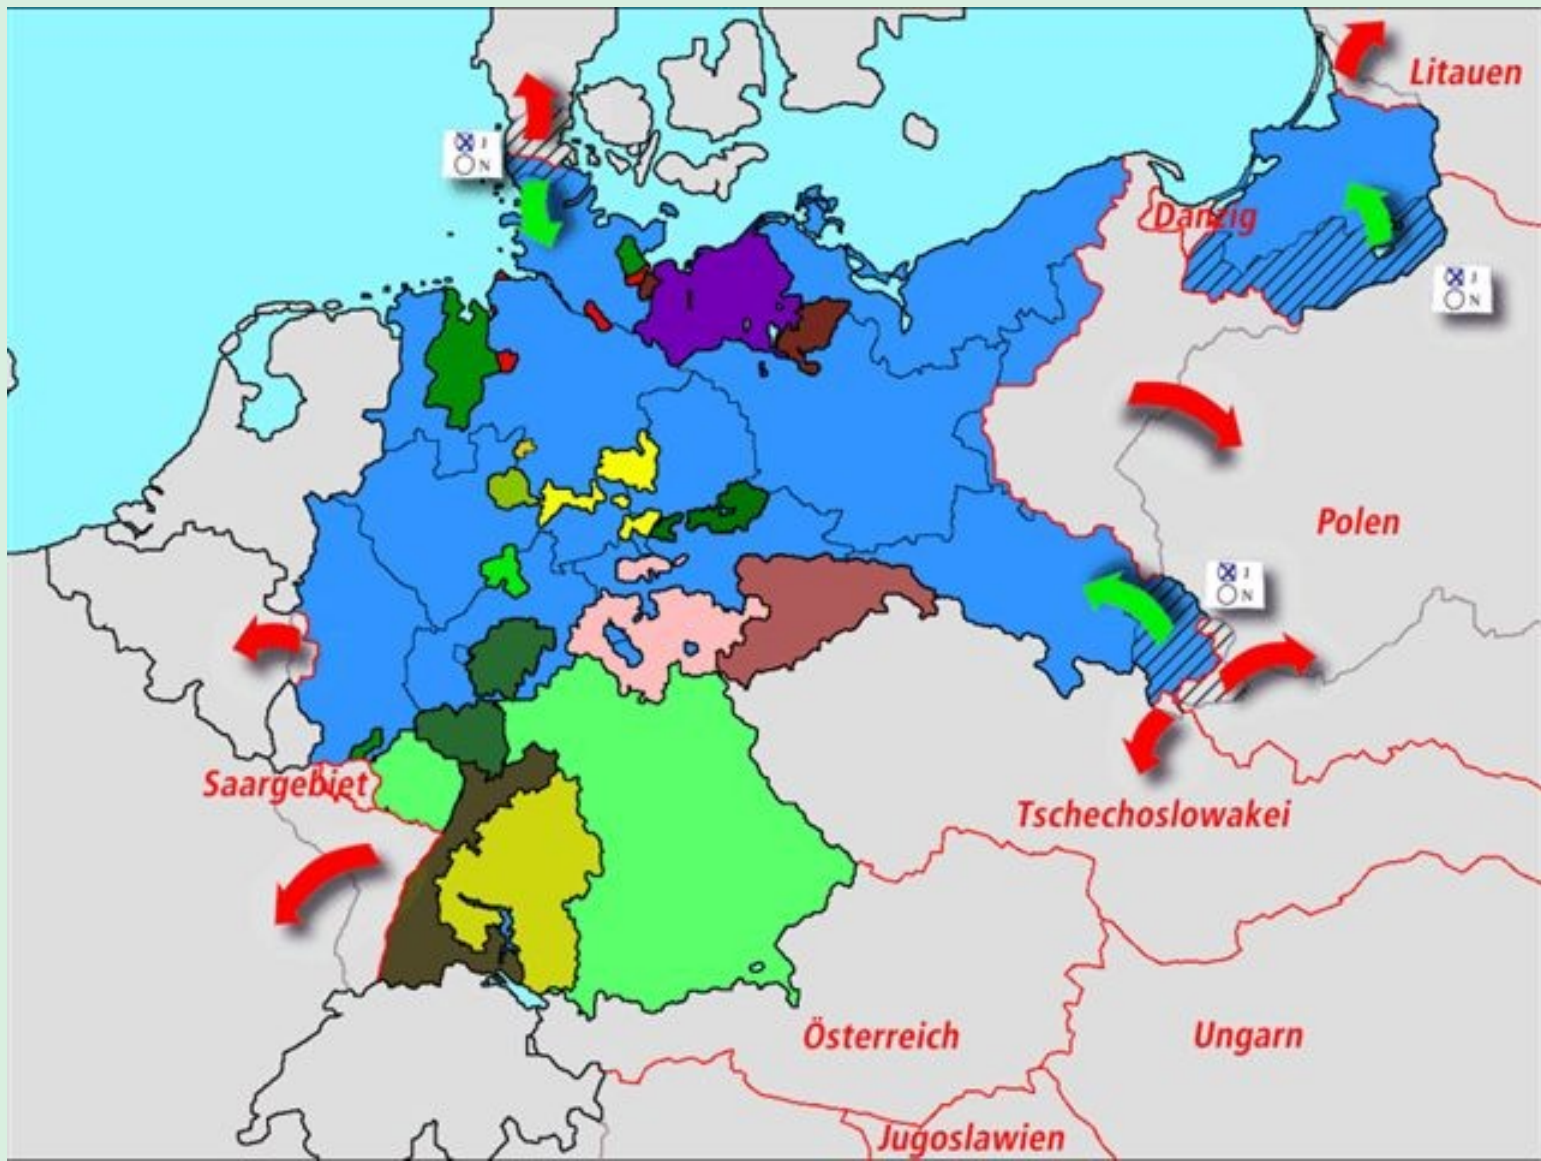 Litauen
J
N
Danzig
J
N
Polen
J
N
Saargebiet
Tschechoslowakei
Österreich
Ungarn
Jugoslawien